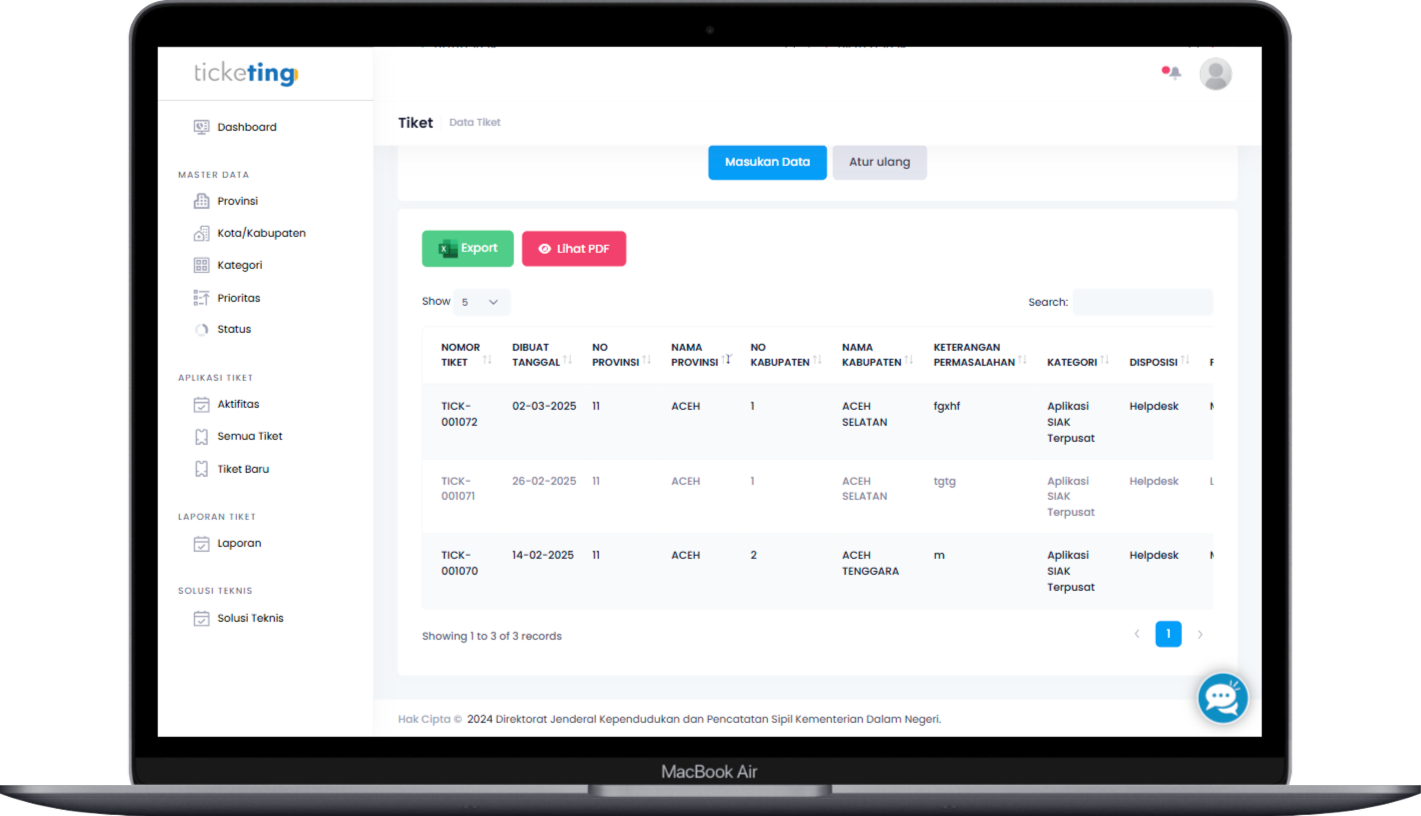 ticketing
Dashboard
MASTER DATA
Provinsi
Kota/Kabupaten
Kategori
Prioritas
Status
APLIKASI TIKET
Aktifitas
Semua Tiket
Tiket Baru
LAPORAN TIKET
Laporan
SOLUSI TEKNIS
Solusi Teknis
Tiket Data Tiket
Masukan Data Atur ulang
Export Lihat PDF
Show 5 Search:
NOMOR DIBUAT NO NAMA NO NAMA KETERANGAN
TIKET TANGGAL PROVINSI PROVINSI KABUPATEN KABUPATEN PERMASALAHAN KATEGORI DISPOSISI
TICK- 02-03-2025 11 ACEH 1 ACEH fgxhf Aplikasi Helpdesk
001072 SELATAN SIAK
Terpusat
TICK- 26-02-2025 11 ACEH 1 ACEH tgtg Aplikasi Helpdesk
001071 SELATAN SIAK
Terpusat
TICK- 14-02-2025 11 ACEH 2 ACEH m Aplikasi Helpdesk
001070 TENGGARA SIAK
Terpusat
Showing 1 to 3 of 3 records 1
Hak Cipta © 2024 Direktorat Jenderal Kependudukan dan Pencatatan Sipil Kementerian Dalam Negeri.
MacBook Air